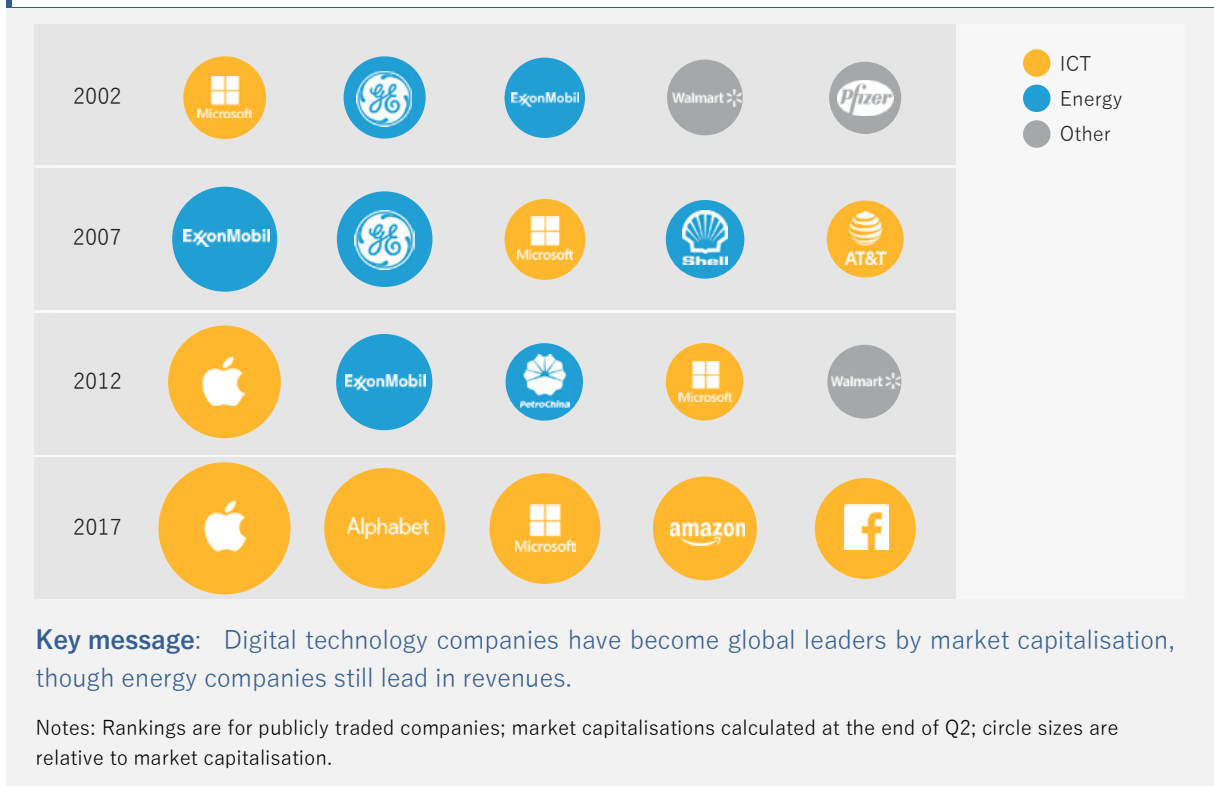 2002 Microsoft GE ExxonMobil Walmart Pfizer
ICT
Energy
Other
2007 ExxonMobil GE Microsoft Shell AT&T
2012 ExxonMobil PetroChina Microsoft Walmart
2017 Alphabet Microsoft amazon f
Key message: Digital technology companies have become global leaders by market capitalisation,
though energy companies still lead in revenues.
Notes: Rankings are for publicly traded companies; market capitalisations calculated at the end of Q2; circle sizes are
relative to market capitalisation.